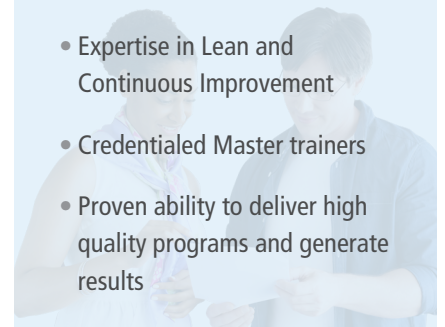 • Expertise in Lean and
Continuous Improvement
• Credentialed Master trainers
• Proven ability to deliver high
quality programs and generate
results